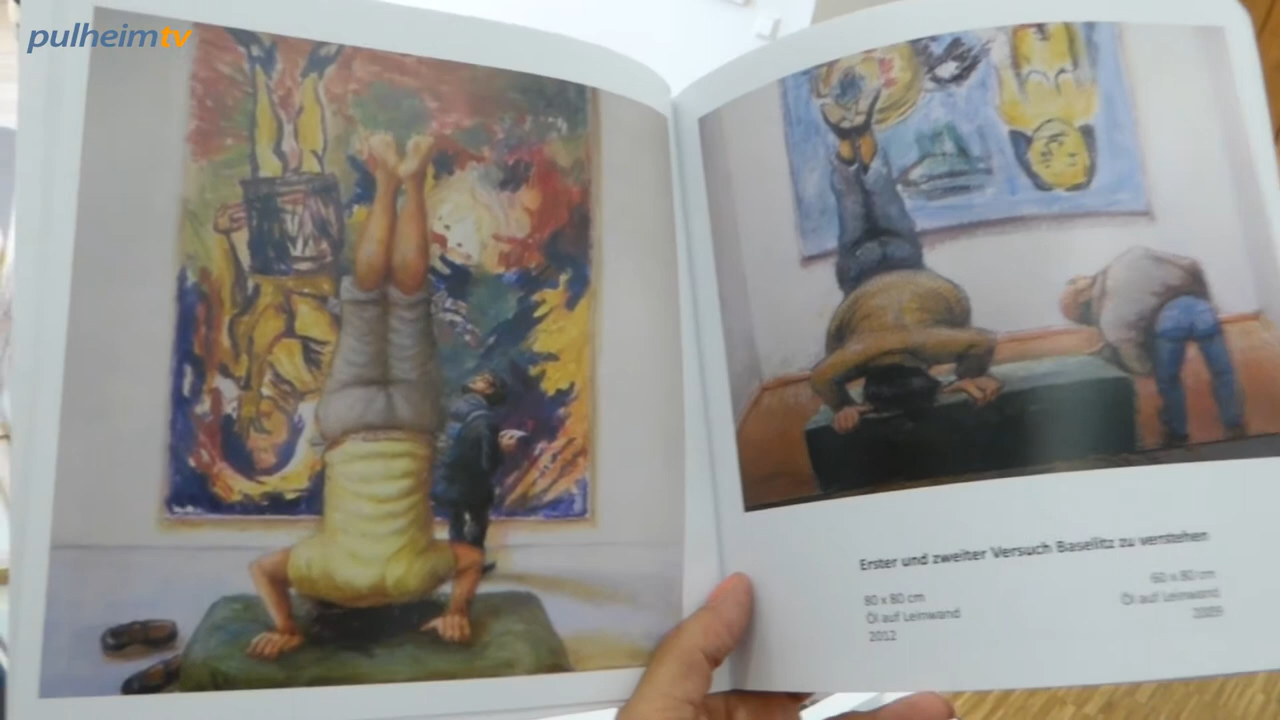 pulheimtv
Erster und zweiter Versuch Baselitz zu verstehen
80 x 80 cm
Öl auf Leinwand
2012
60 x 80 cm
Öl auf Leinwand
2009